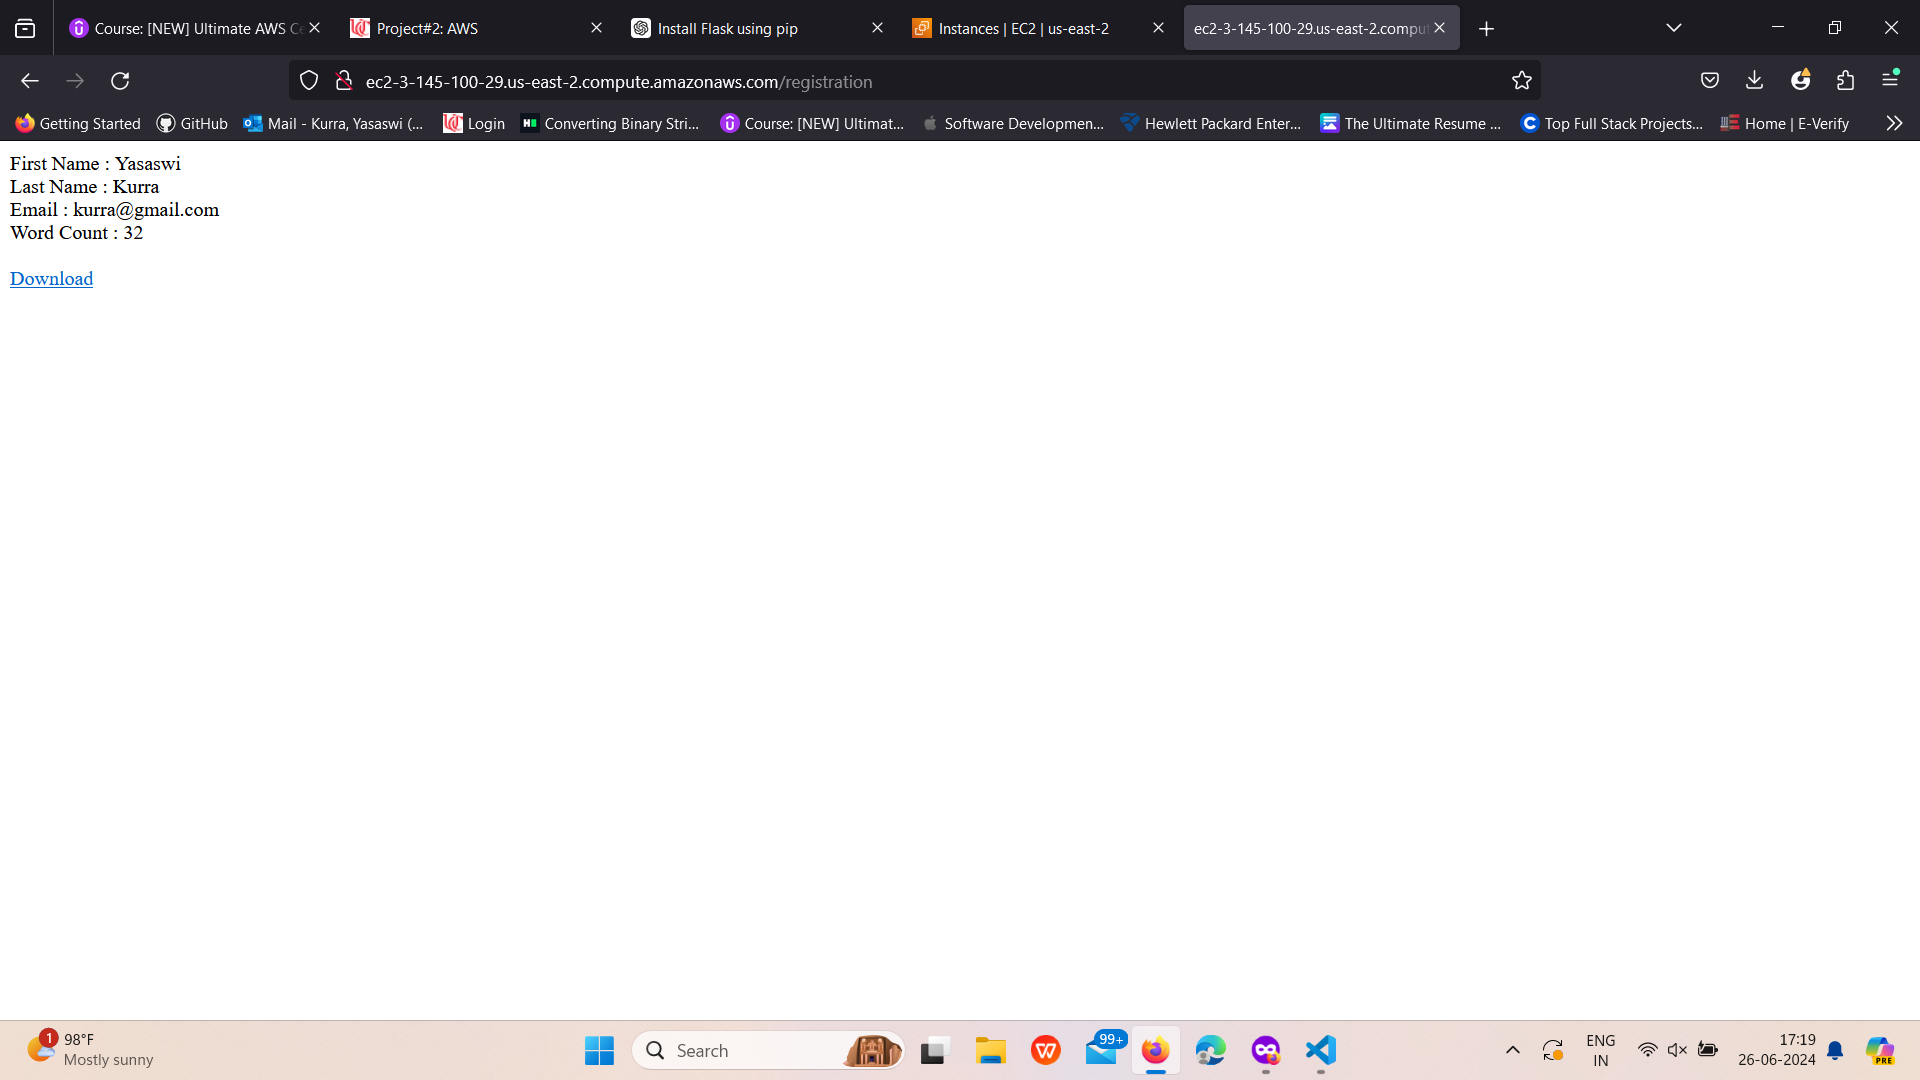 Course: [NEW] Ultimate AWS Ce
Project#2: AWS
Install Flask using pip
Instances | EC2 | us-east-2
ec2-3-145-100-29.us-east-2.comput
ec2-3-145-100-29.us-east-2.compute.amazonaws.com/registration
Getting Started
GitHub
Mail - Kurra, Yasaswi (...
Login
Converting Binary Stri...
Course: [NEW] Ultimat...
Software Developmen...
Hewlett Packard Enter...
The Ultimate Resume ...
Top Full Stack Projects...
Home | E-Verify
First Name : Yasaswi
Last Name : Kurra
Email : kurra@gmail.com
Word Count : 32
Download
1
98°F
Mostly sunny
Search
99+
ENG
IN
17:19
26-06-2024
PRE